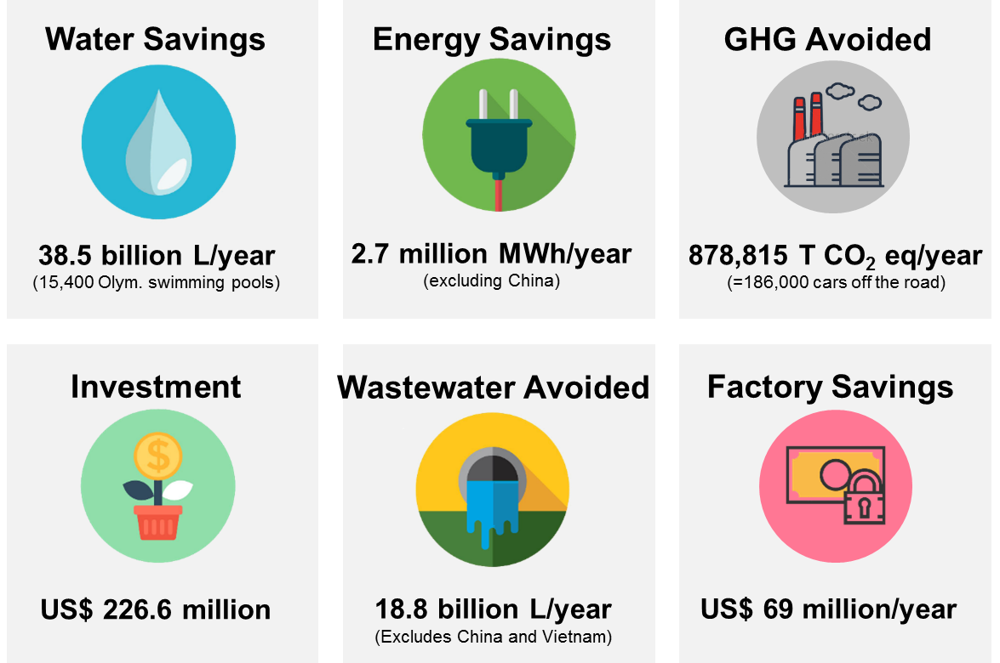 Water Savings
38.5 billion L/year
(15,400 Olym. swimming pools)
Energy Savings
2.7 million MWh/year
(excluding China)
GHG Avoided
878,815 T CO₂ eq/year
(=186,000 cars off the road)
Investment
$
US$ 226.6 million
Wastewater Avoided
18.8 billion L/year
(Excludes China and Vietnam)
Factory Savings
US$ 69 million/year